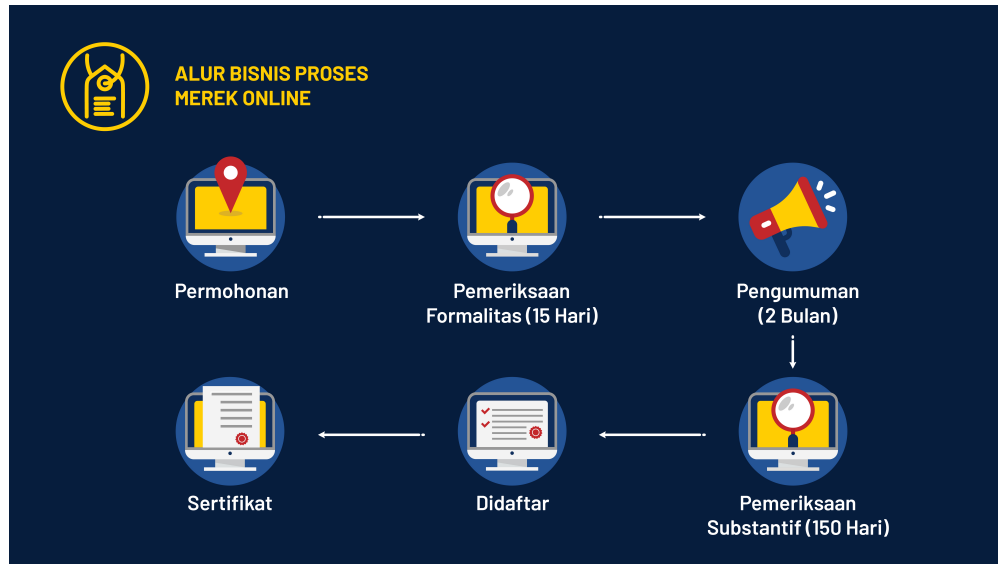 ALUR BISNIS PROSES
MEREK ONLINE
Permohonan
Pemeriksaan
Formalitas (15 Hari)
Pengumuman
(2 Bulan)
Pemeriksaan
Substantif (150 Hari)
Didaftar
Sertifikat